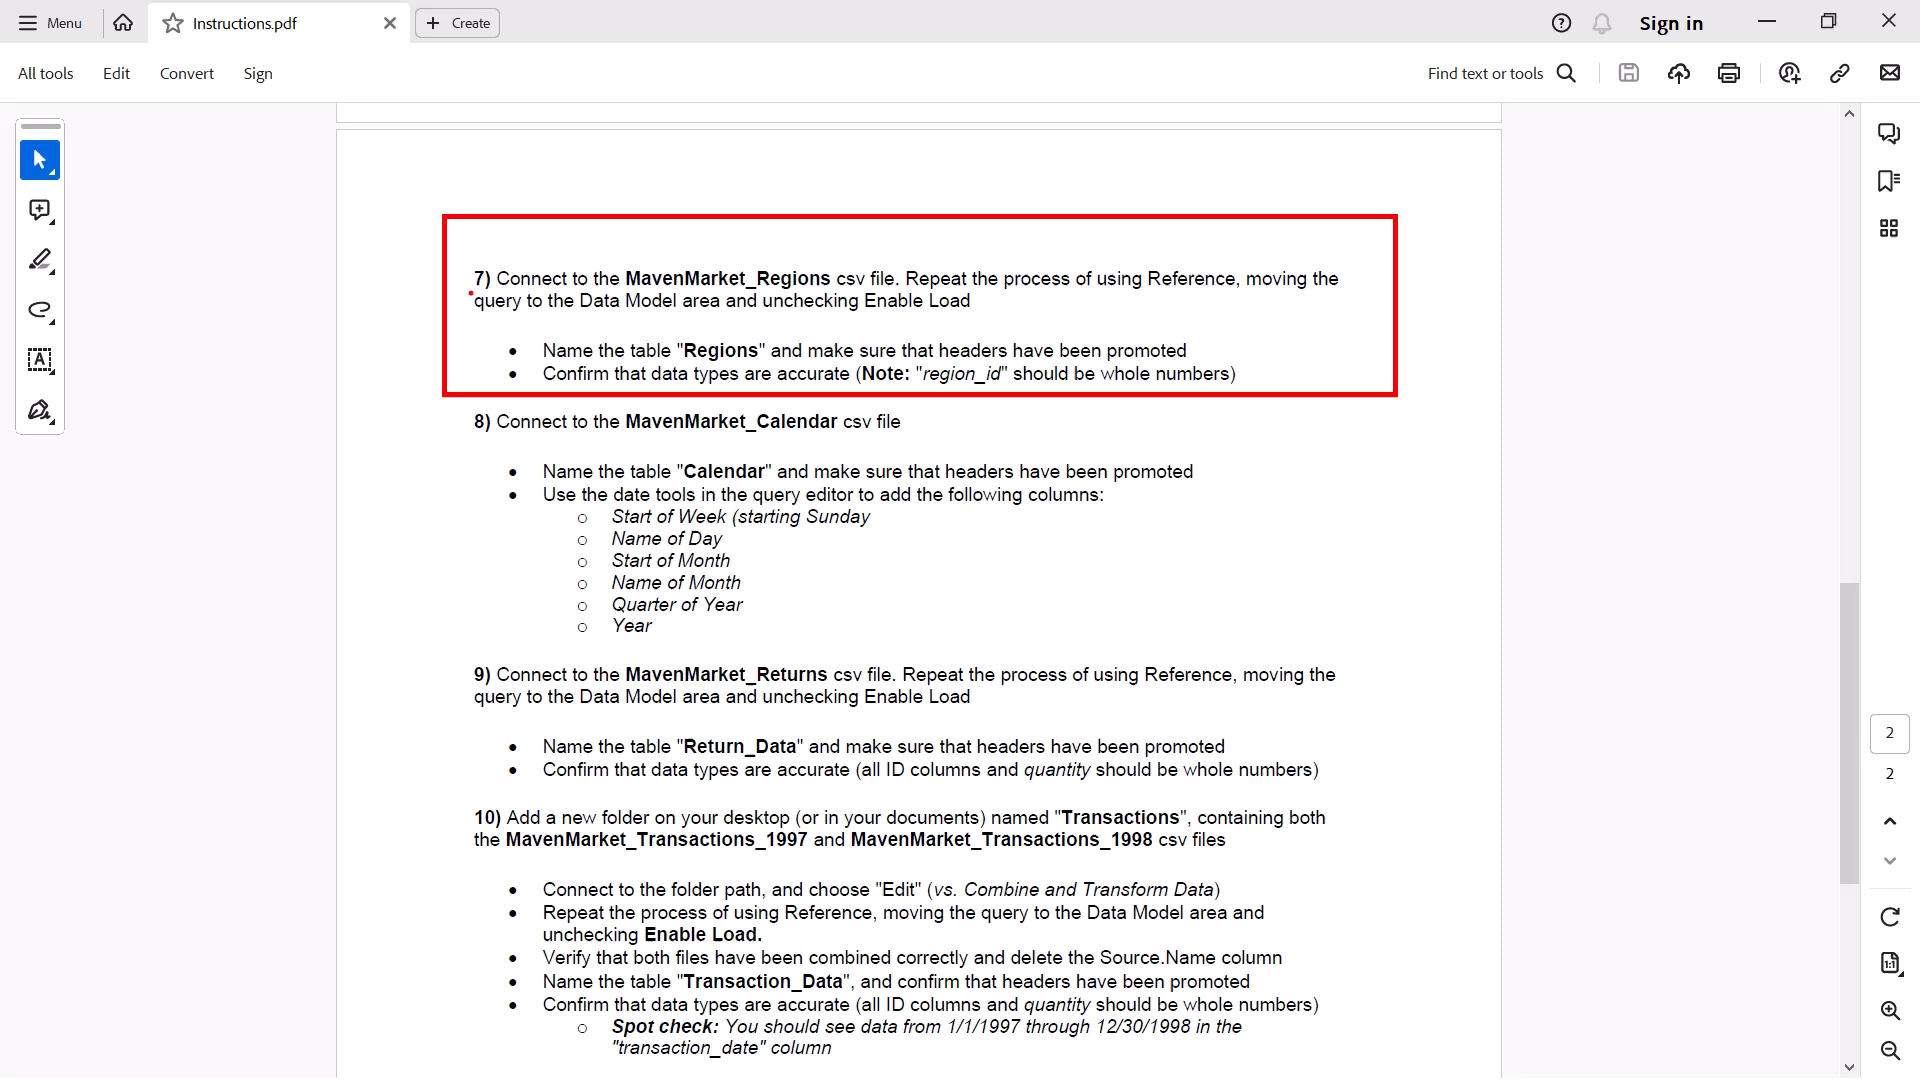 Menu
Instructions.pdf
Create
Sign in
All tools
Edit
Convert
Sign
Find text or tools
7) Connect to the MavenMarket_Regions csv file. Repeat the process of using Reference, moving the
query to the Data Model area and unchecking Enable Load
• Name the table "Regions" and make sure that headers have been promoted
• Confirm that data types are accurate (Note: "region_id" should be whole numbers)
8) Connect to the MavenMarket_Calendar csv file
• Name the table "Calendar" and make sure that headers have been promoted
• Use the date tools in the query editor to add the following columns:
o Start of Week (starting Sunday
o Name of Day
o Start of Month
o Name of Month
o Quarter of Year
o Year
9) Connect to the MavenMarket_Returns csv file. Repeat the process of using Reference, moving the
query to the Data Model area and unchecking Enable Load
• Name the table "Return_Data" and make sure that headers have been promoted
• Confirm that data types are accurate (all ID columns and quantity should be whole numbers)
10) Add a new folder on your desktop (or in your documents) named "Transactions", containing both
the MavenMarket_Transactions_1997 and MavenMarket_Transactions_1998 csv files
• Connect to the folder path, and choose "Edit" (vs. Combine and Transform Data)
• Repeat the process of using Reference, moving the query to the Data Model area and
unchecking Enable Load.
• Verify that both files have been combined correctly and delete the Source.Name column
• Name the table "Transaction_Data", and confirm that headers have been promoted
• Confirm that data types are accurate (all ID columns and quantity should be whole numbers)
o Spot check: You should see data from 1/1/1997 through 12/30/1998 in the
"transaction_date" column
2
2